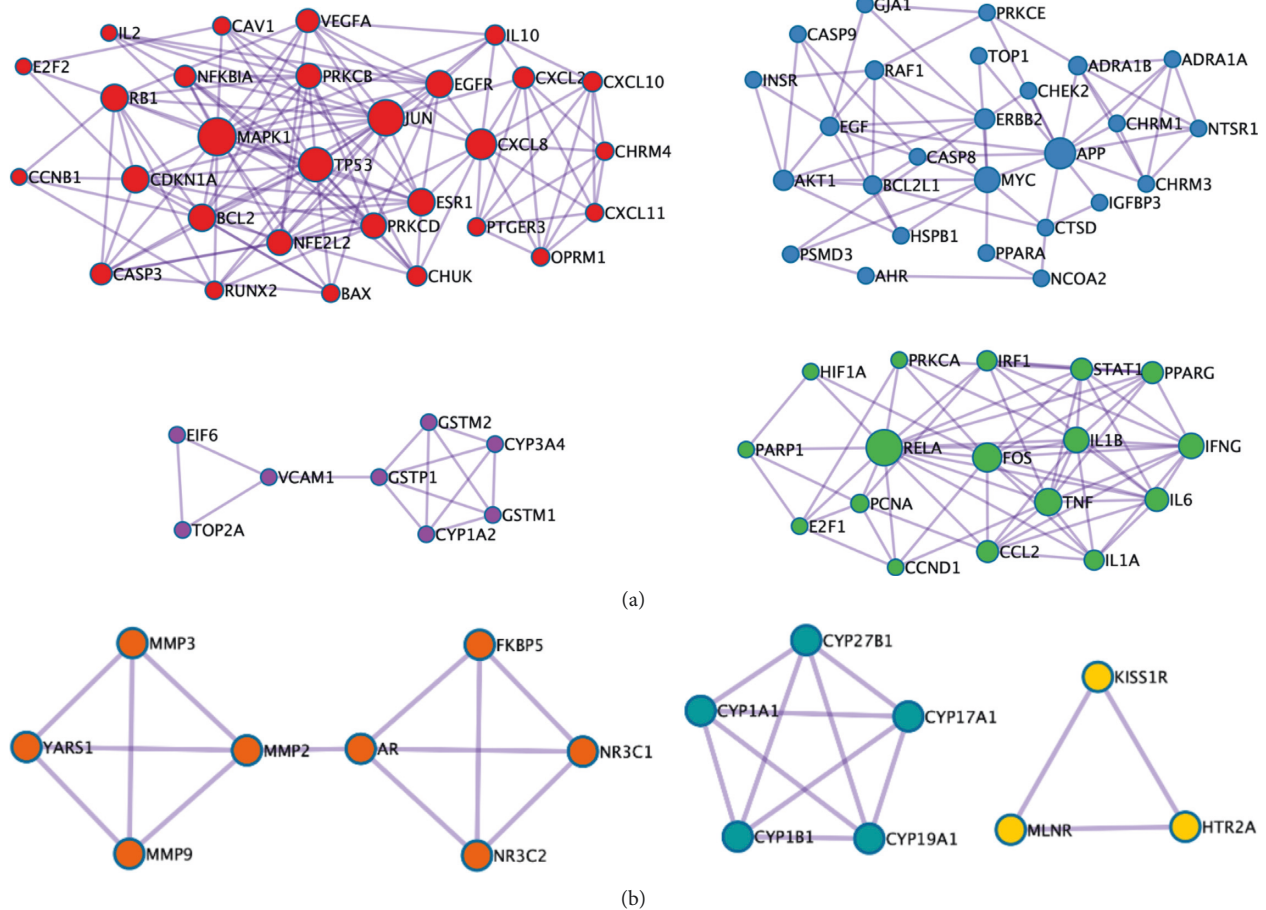 VEGFA
CAV1
IL2
IL10
E2F2
NFKBIA
PRKCB
EGFR
CXCL2
CXCL10
RB1
JUN
MAPK1
CXCL8
CHRM4
TP53
CCNB1
CDKN1A
ESR1
CXCL11
BCL2
PRKCD
PTGER3
NFE2L2
OPRM1
CASP3
CHUK
RUNX2
BAX
GJA1
PRKCE
CASP9
TOP1
ADRA1B
ADRA1A
INSR
RAF1
CHEK2
EGF
ERBB2
CHRM1
NTSR1
CASP8
APP
AKT1
BCL2L1
MYC
CHRM3
IGFBP3
HSPB1
CTSD
PSMD3
PPARA
AHR
NCOA2
EIF6
GSTM2
CYP3A4
VCAM1
GSTP1
GSTM1
TOP2A
CYP1A2
HIF1A
PRKCA
IRF1
STAT1
PPARG
PARP1
RELA
FOS
IL1B
IFNG
PCNA
TNF
IL6
E2F1
CCL2
IL1A
CCND1
(a)
MMP3
FKBP5
YARS1
MMP2
AR
NR3C1
MMP9
NR3C2
CYP27B1
CYP1A1
CYP17A1
CYP1B1
CYP19A1
KISS1R
MLNR
HTR2A
(b)